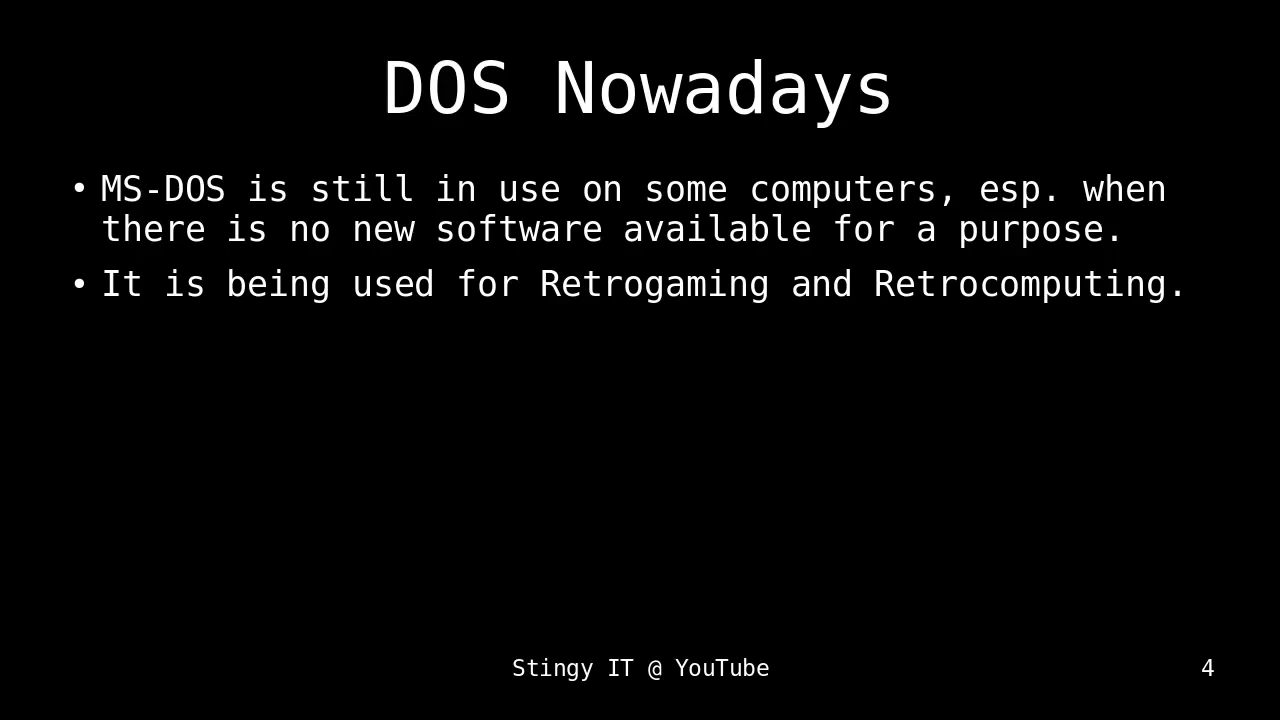 DOS Nowadays
• MS-DOS is still in use on some computers, esp. when
there is no new software available for a purpose.
• It is being used for Retrogaming and Retrocomputing.
Stingy IT @ YouTube
4